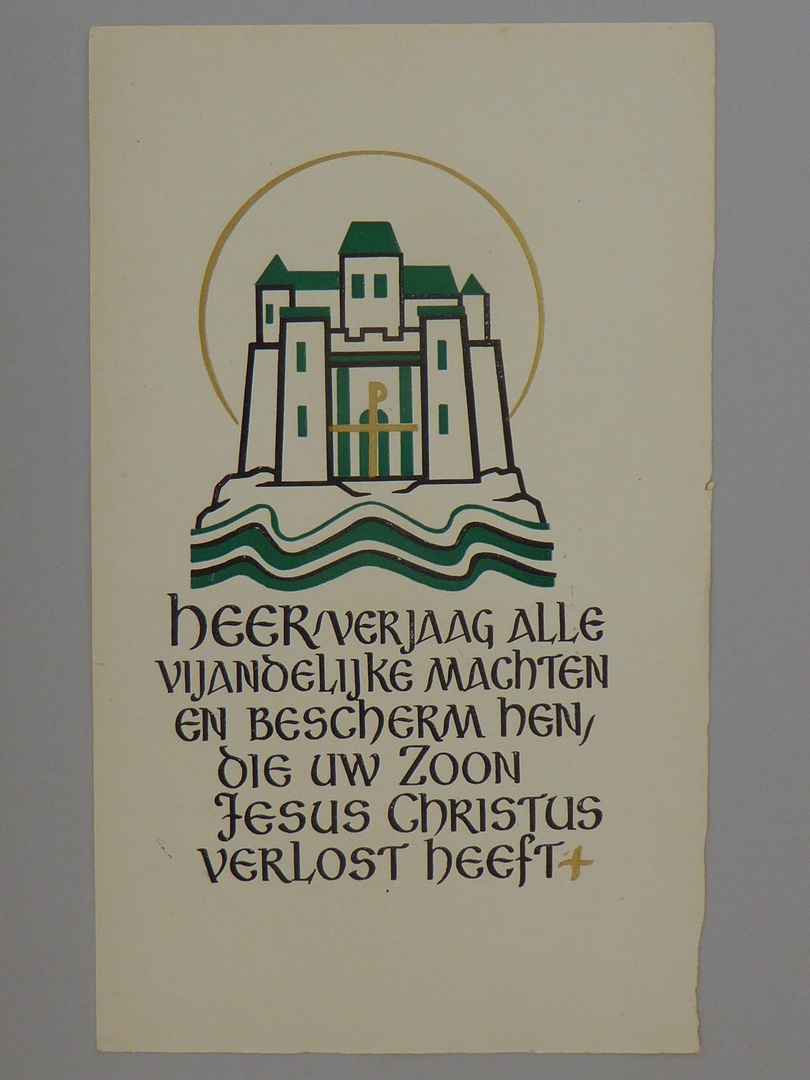 HEER, VERJAAG ALLE
VIJANDELIJKE MACHTEN
EN BESCHERM HEN,
DIE UW ZOON
JESUS CHRISTUS
VERLOST HEEFT+